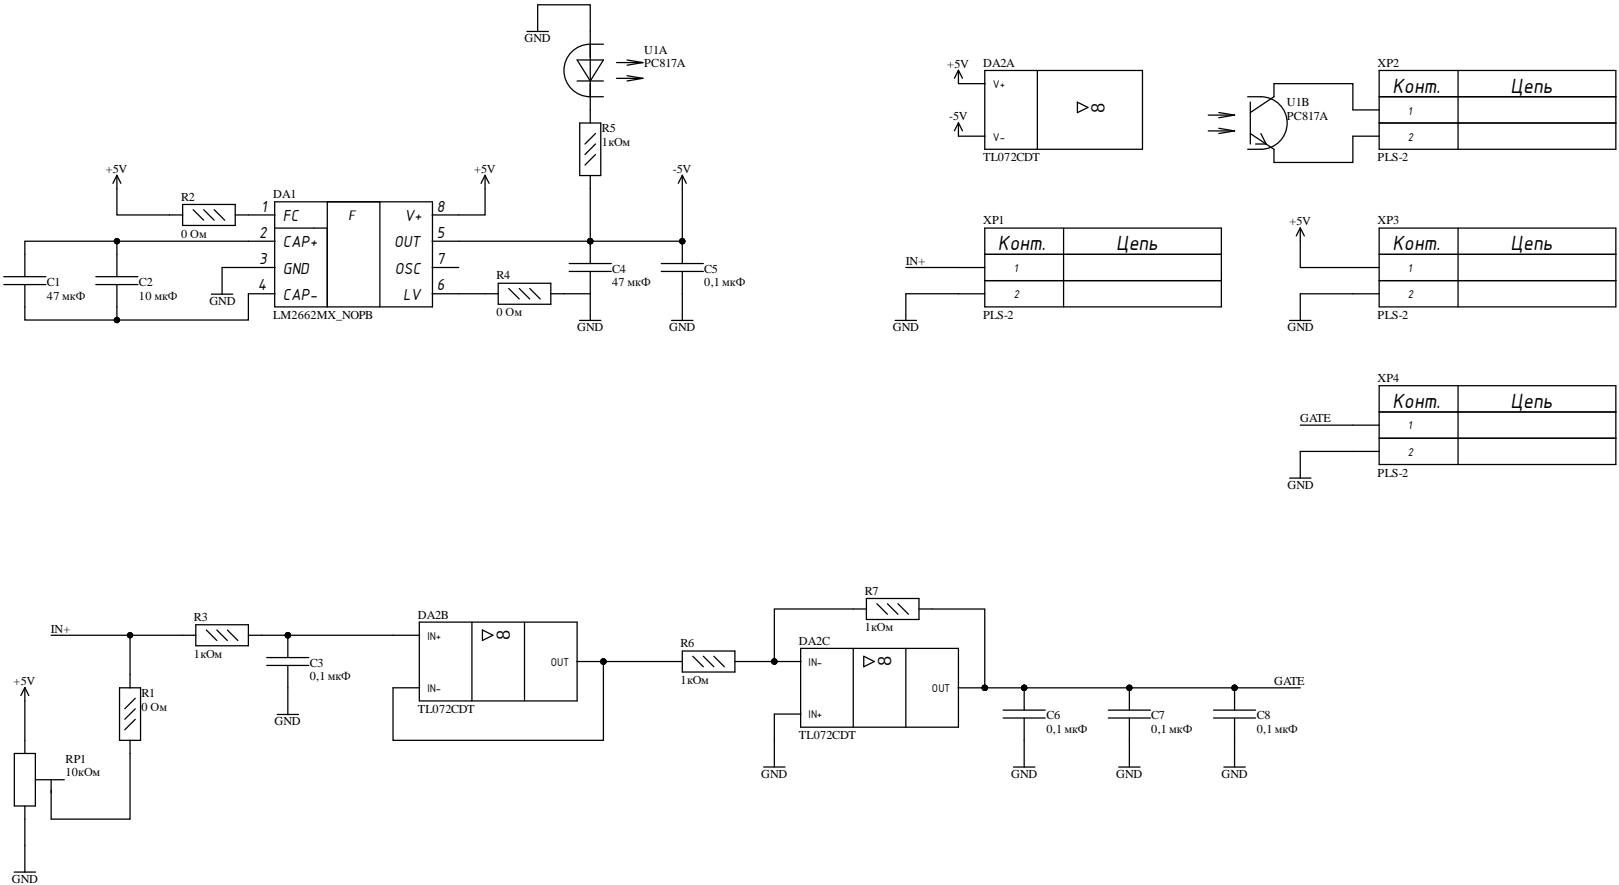 GND
U1A
PC817A
R5
1кОм
+5V
R2
0 Ом
DA1
1
FC
F
V+
8
+5V
-5V
2
CAP+
OUT
5
3
GND
OSC
7
4
CAP-
LV
6
LM2662MX_NOPB
C1
47 мкФ
C2
10 мкФ
GND
R4
0 Ом
C4
47 мкФ
C5
0,1 мкФ
GND
GND
+5V
DA2A
V+
-5V
V-
▷∞
TL072CDT
U1B
PC817A
XP2
Конт.
Цепь
1
2
PLS-2
XP1
Конт.
Цепь
IN+
1
2
GND
PLS-2
XP3
+5V
Конт.
Цепь
1
2
GND
PLS-2
XP4
Конт.
Цепь
GATE
1
2
GND
PLS-2
IN+
R3
1кОм
C3
0,1 мкФ
GND
+5V
R1
0 Ом
RP1
10кОм
GND
DA2B
IN+
▷∞
OUT
IN-
TL072CDT
R6
1кОм
R7
1кОм
DA2C
IN-
▷∞
OUT
IN+
TL072CDT
GND
GATE
C6
0,1 мкФ
C7
0,1 мкФ
C8
0,1 мкФ
GND
GND
GND